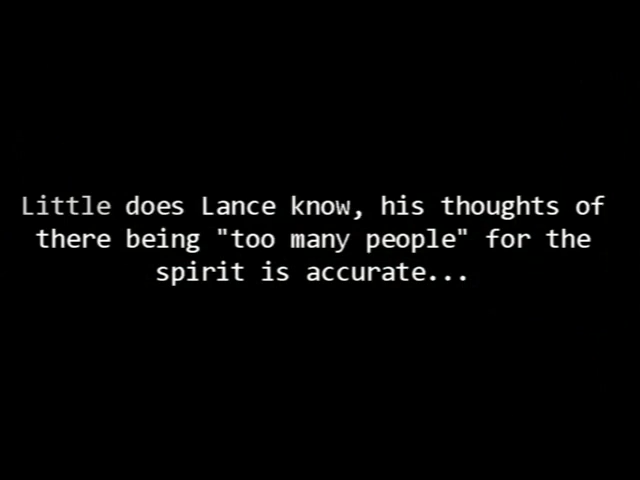 Little does Lance know, his thoughts of
there being "too many people" for the
spirit is accurate...